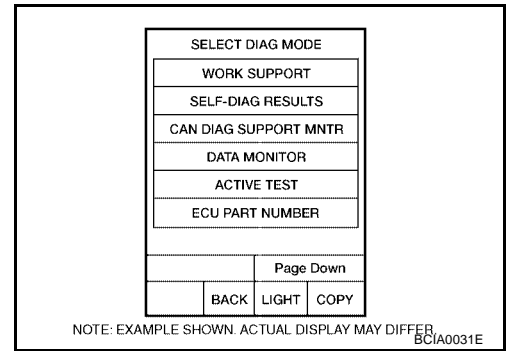 SELECT DIAG MODE
WORK SUPPORT
SELF-DIAG RESULTS
CAN DIAG SUPPORT MNTR
DATA MONITOR
ACTIVE TEST
ECU PART NUMBER
Page Down
BACK LIGHT COPY
NOTE: EXAMPLE SHOWN. ACTUAL DISPLAY MAY DIFFER.
BCIA0031E